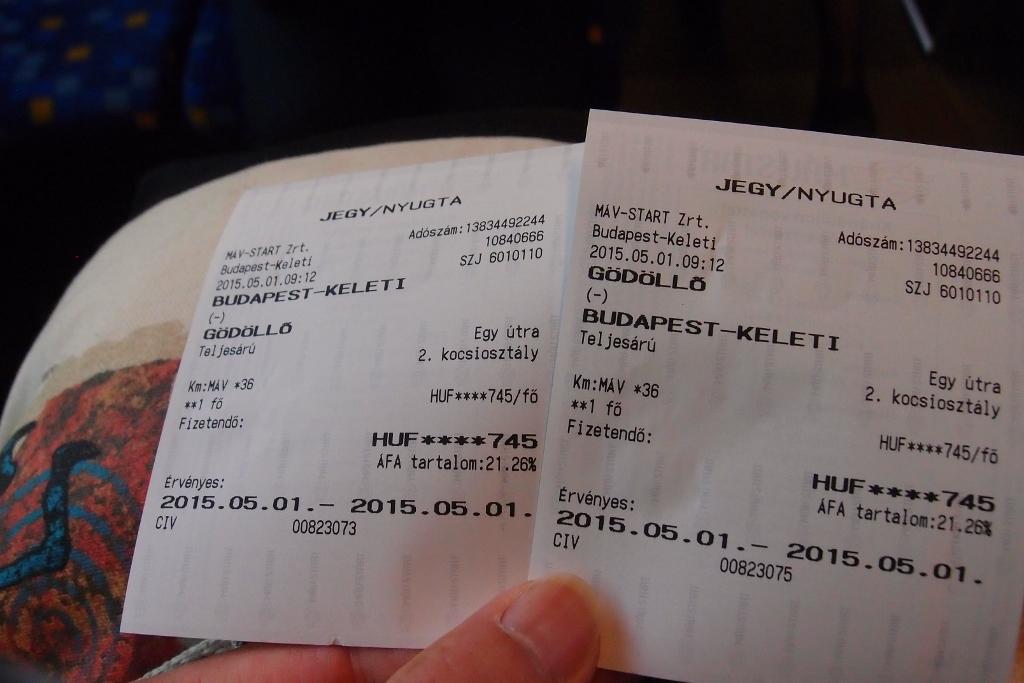 JEGY/NYUGTA
MÁV-START Zrt.
Adószám:13834492244
Budapest-Keleti
10840666
2015.05.01.09:12
SZJ 6010110
BUDAPEST-KELETI
(-)
GÖDÖLLŐ
Egy útra
Teljesárú
2. kocsiosztály
Km:MÁV *36
**1 fő
HUF****745/fő
Fizetendő:
HUF****745
ÁFA tartalom:21.26%
Érvényes:
2015.05.01.- 2015.05.01.
CIV 00823073
JEGY/NYUGTA
MÁV-START Zrt.
Adószám:13834492244
Budapest-Keleti
10840666
2015.05.01.09:12
SZJ 6010110
GÖDÖLLŐ
(-)
BUDAPEST-KELETI
Teljesárú
Egy útra
2. kocsiosztály
Km:MÁV *36
**1 fő
HUF****745/fő
Fizetendő:
HUF****745
ÁFA tartalom:21.26%
Érvényes:
2015.05.01.- 2015.05.01.
CIV 00823075